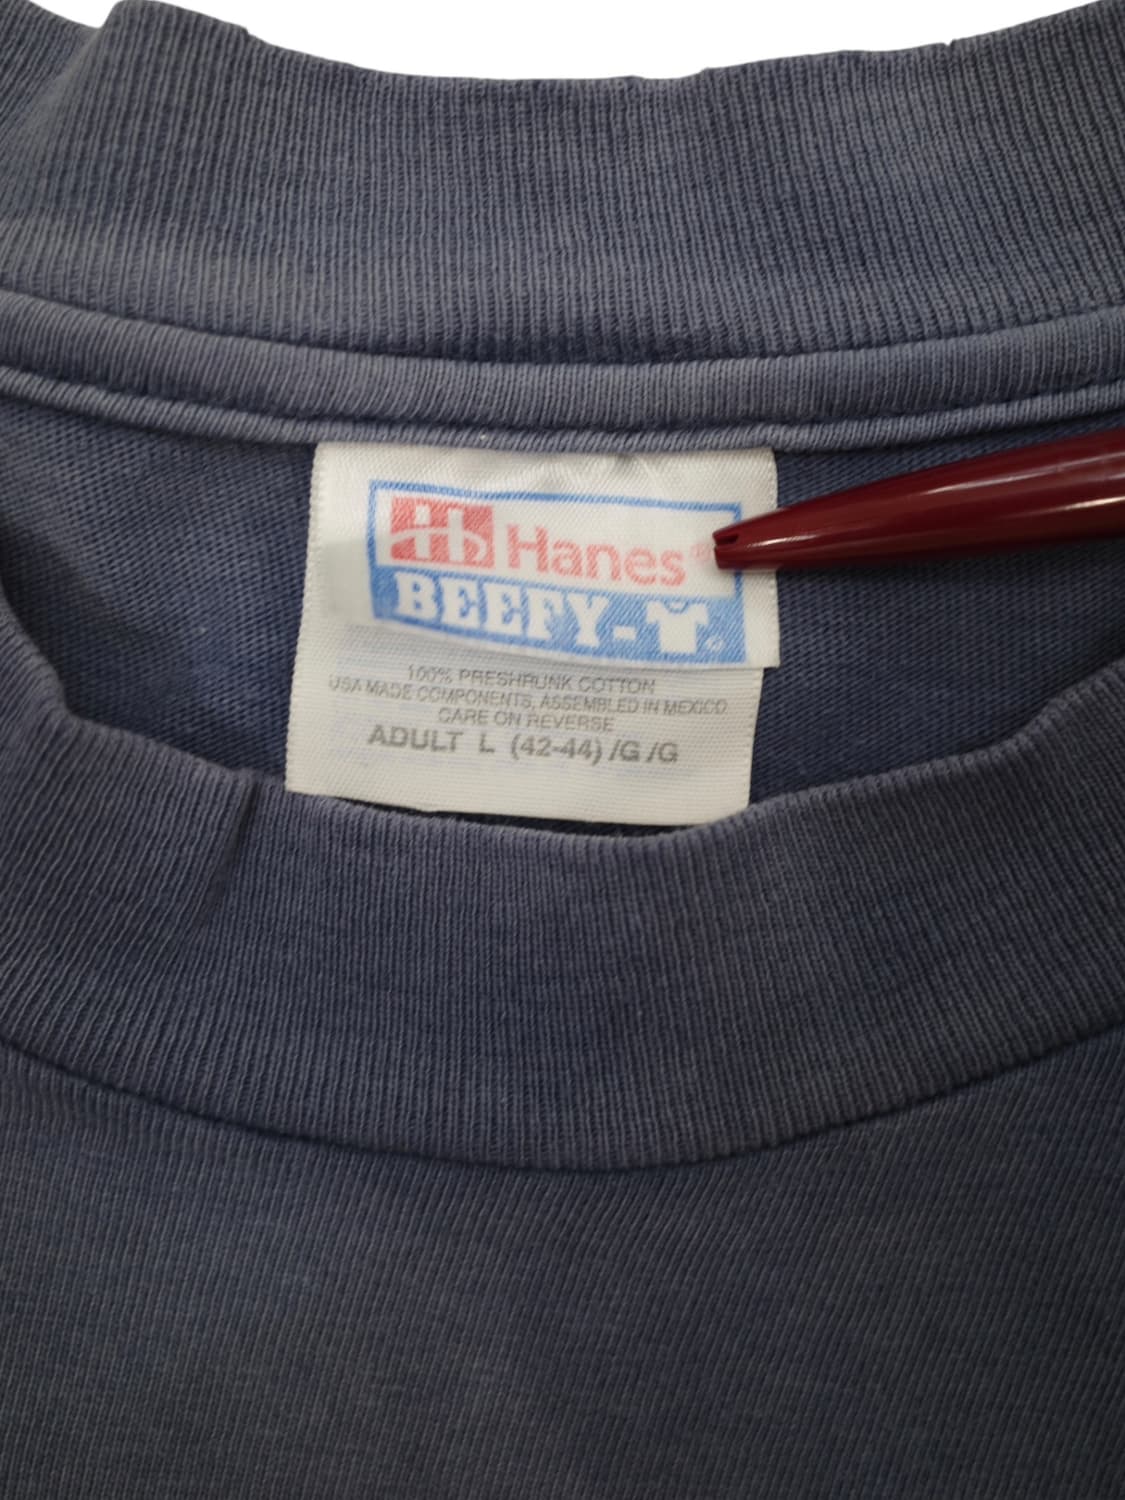 Hanes®
BEEFY-T®
100% PRESHRUNK COTTON
USA MADE COMPONENTS, ASSEMBLED IN MEXICO
CARE ON REVERSE
ADULT L (42-44) /G /G